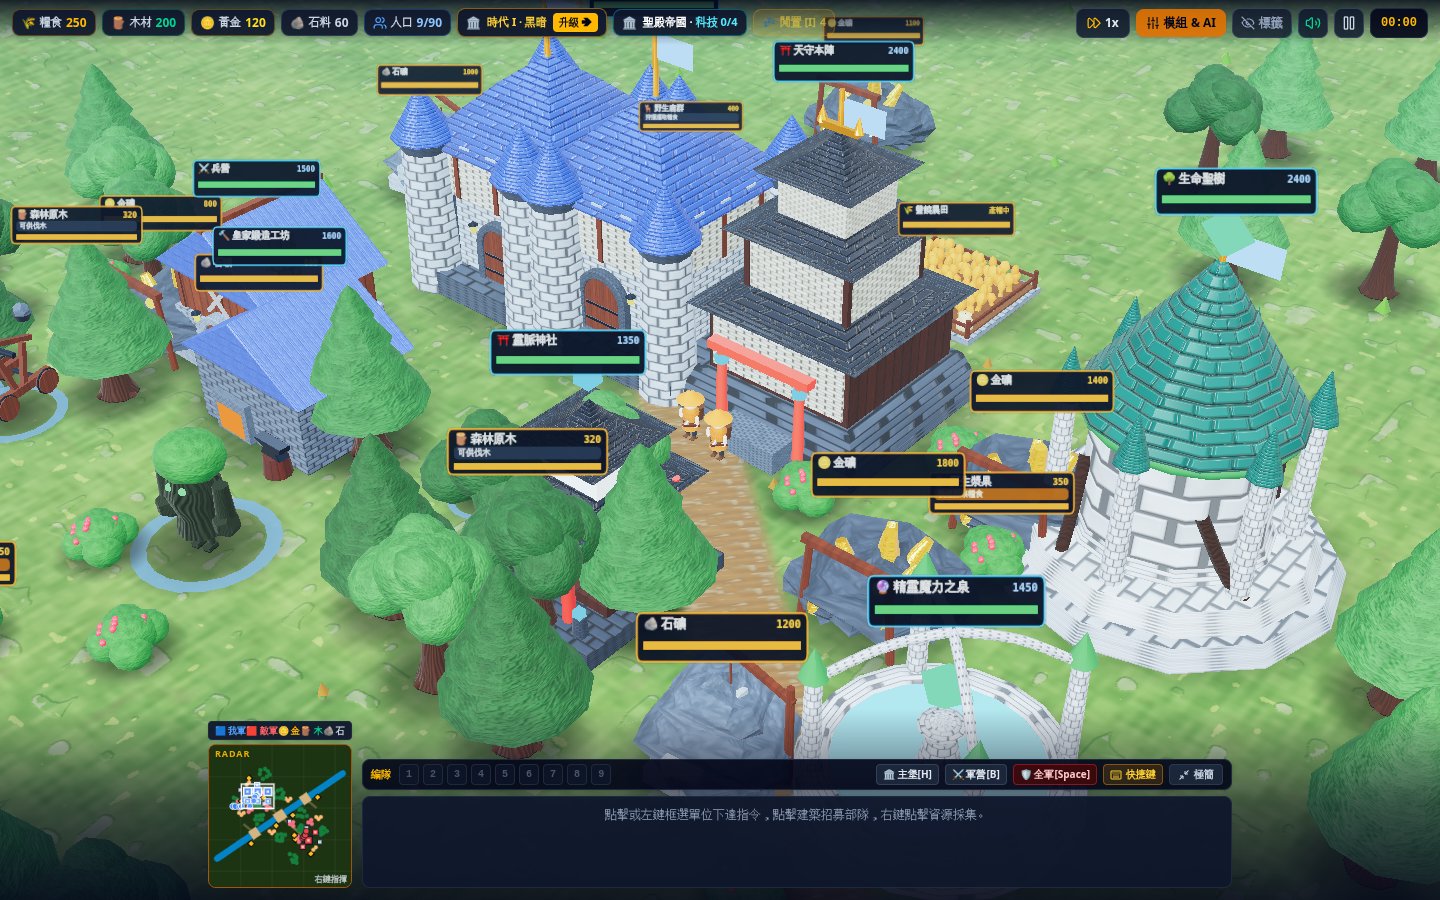 糧食 250
木材 200
黃金 120
石料 60
人口 9/90
時代 I · 黑暗
升級
聖殿帝國 · 科技 0/4
閒置
1x
模組 & AI
標籤
00:00
金礦 1100
天守本陣 2400
石礦 1000
野生鹿群 400
兵營 1500
生命聖樹 2400
金礦 800
森林原木 320
可供伐木
皇家鍛造工坊 1600
靈脈神社 1350
金礦 1400
森林原木 320
可供伐木
金礦 1800
漿果 350
精靈魔力之泉 1450
石礦 1200
我軍 敵軍 金 木 石
RADAR
右鍵指揮
編隊 1 2 3 4 5 6 7 8 9
主堡[H]
軍營[B]
全軍[Space]
快捷鍵
極簡
點擊或左鍵框選單位下達指令，點擊建築招募部隊，右鍵點擊資源採集。